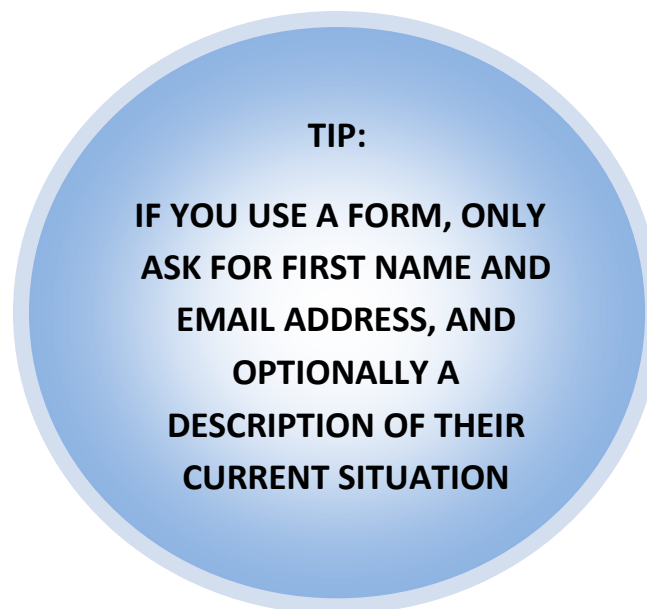 TIP:
IF YOU USE A FORM, ONLY
ASK FOR FIRST NAME AND
EMAIL ADDRESS, AND
OPTIONALLY A
DESCRIPTION OF THEIR
CURRENT SITUATION